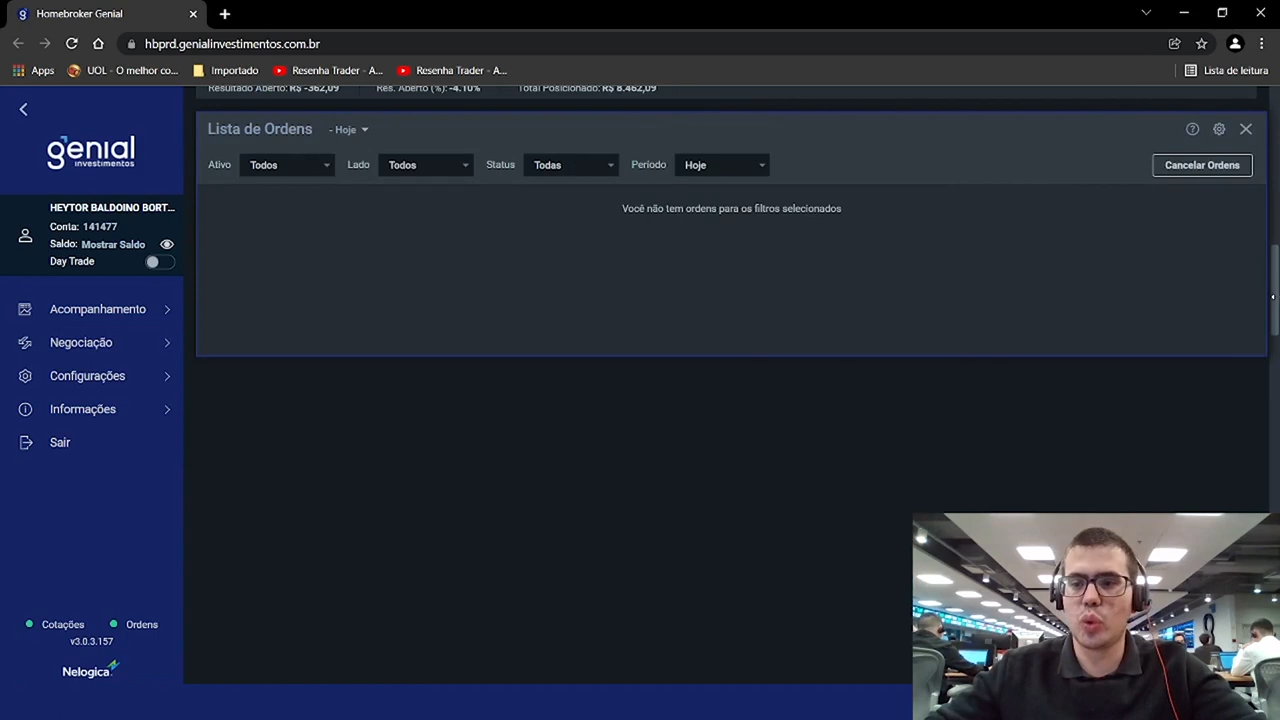 Homebroker Genial
hbprd.genialinvestimentos.com.br
Apps
UOL - O melhor co...
Importado
Resenha Trader - A...
Resenha Trader - A...
Lista de leitura
Resultado Aberto: R$ -362,09
Res. Aberto (%): -4.10%
Total Posicionado: R$ 8.462,09
genial
investimentos
HEYTOR BALDOINO BORT...
Conta: 141477
Saldo: Mostrar Saldo
Day Trade
Acompanhamento
Negociação
Configurações
Informações
Sair
Cotações
Ordens
v3.0.3.157
Nelogica
Lista de Ordens
- Hoje
Ativo
Todos
Lado
Todos
Status
Todas
Período
Hoje
Cancelar Ordens
Você não tem ordens para os filtros selecionados